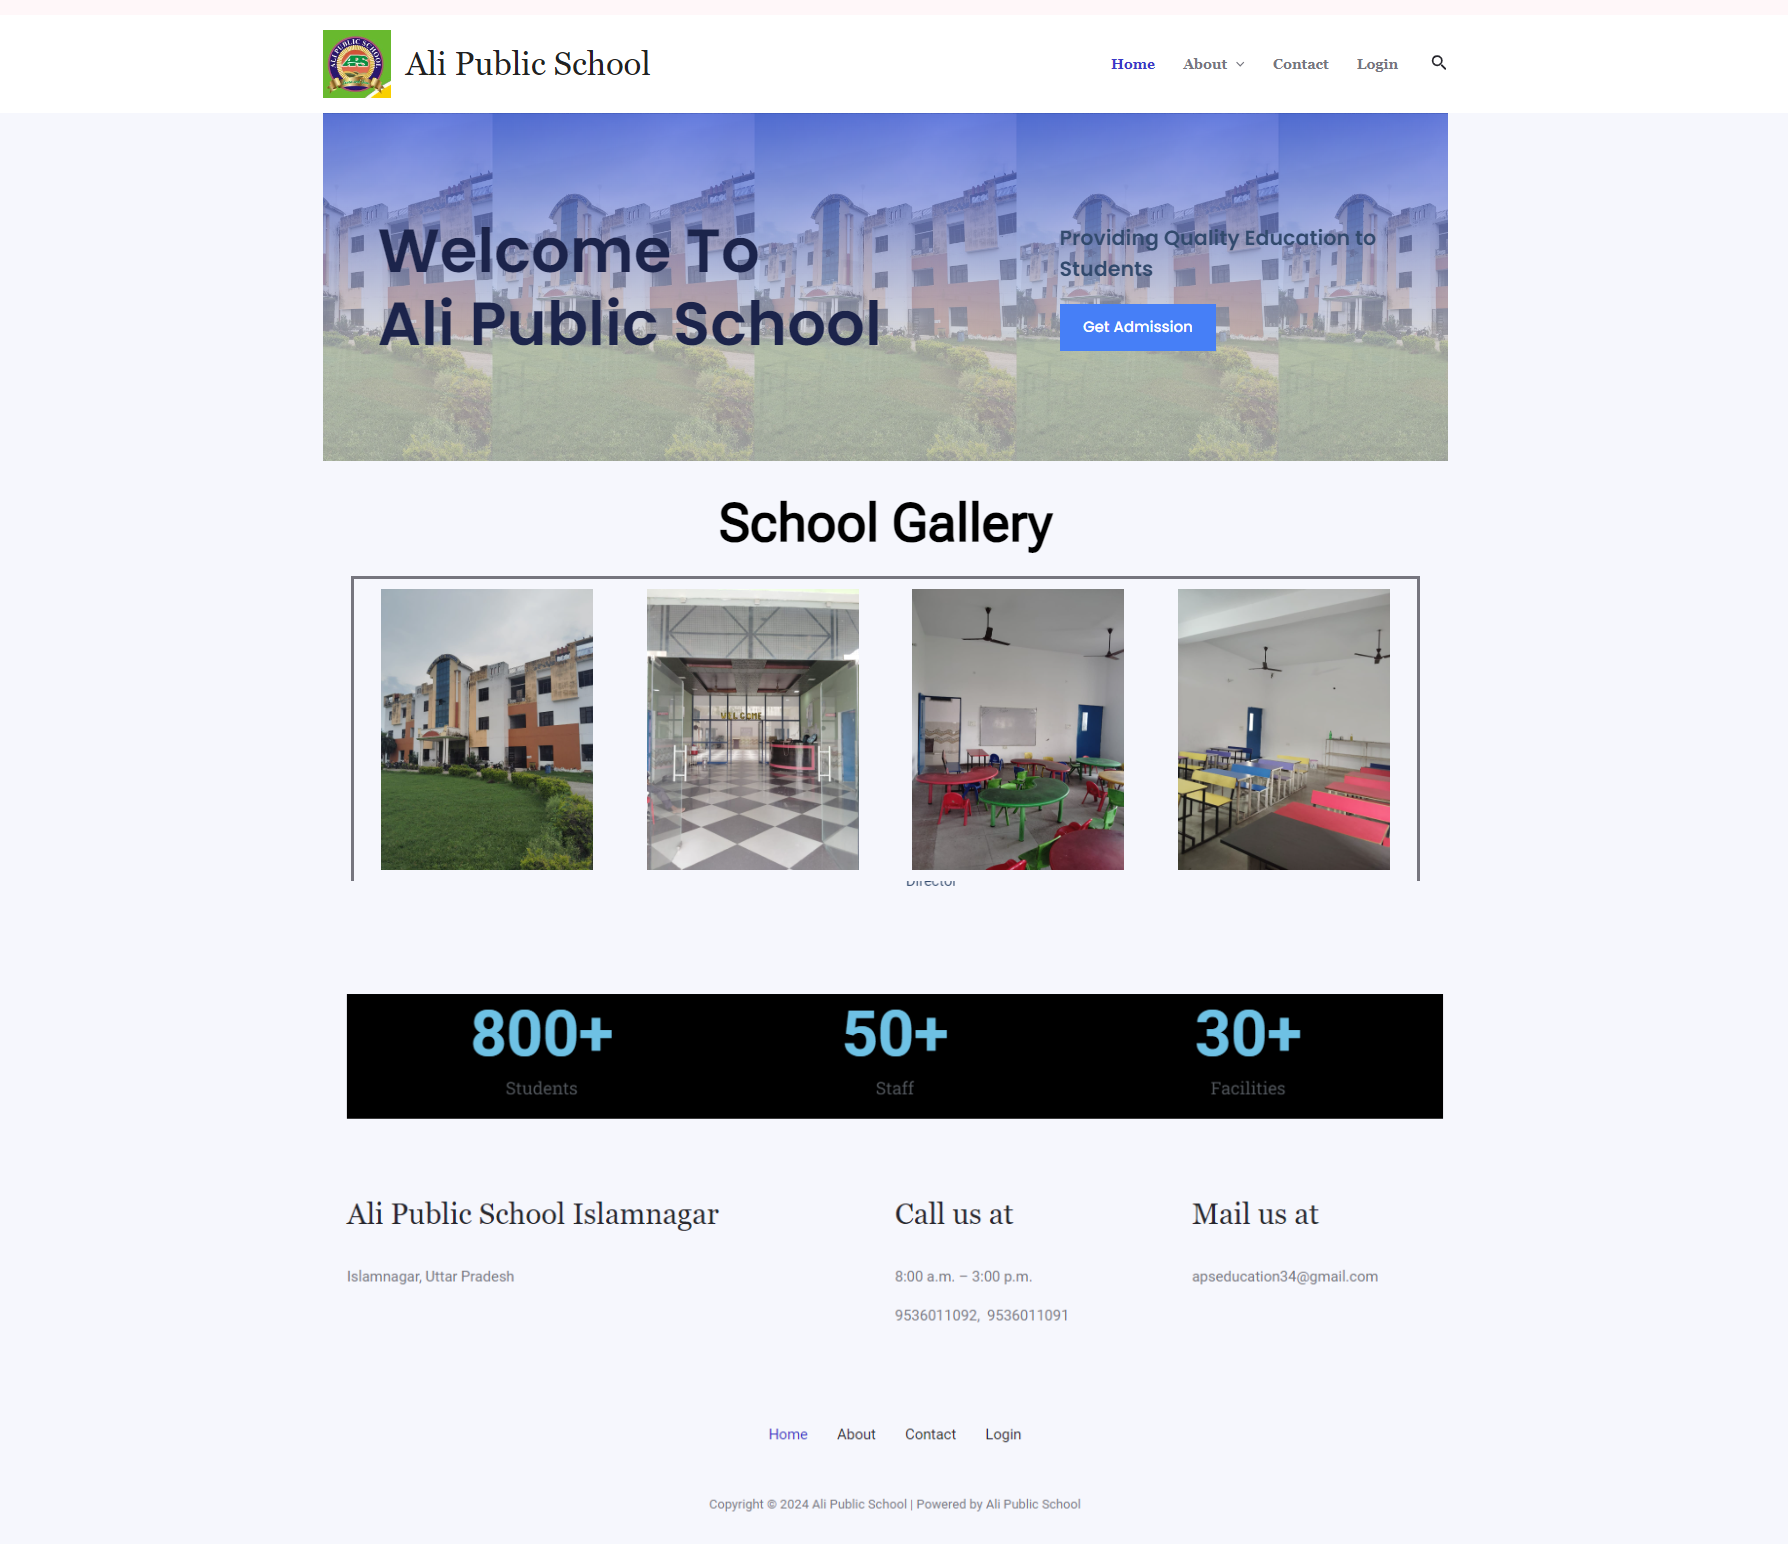 ALI PUBLIC SCHOOL
APS
Ali Public School
Home About Contact Login
Welcome To
Ali Public School
Providing Quality Education to
Students
Get Admission
School Gallery
WELCOME
Director
800+ 50+ 30+
Students Staff Facilities
Ali Public School Islamnagar
Islamnagar, Uttar Pradesh
Call us at
8:00 a.m. – 3:00 p.m.
9536011092, 9536011091
Mail us at
apseducation34@gmail.com
Home About Contact Login
Copyright © 2024 Ali Public School | Powered by Ali Public School